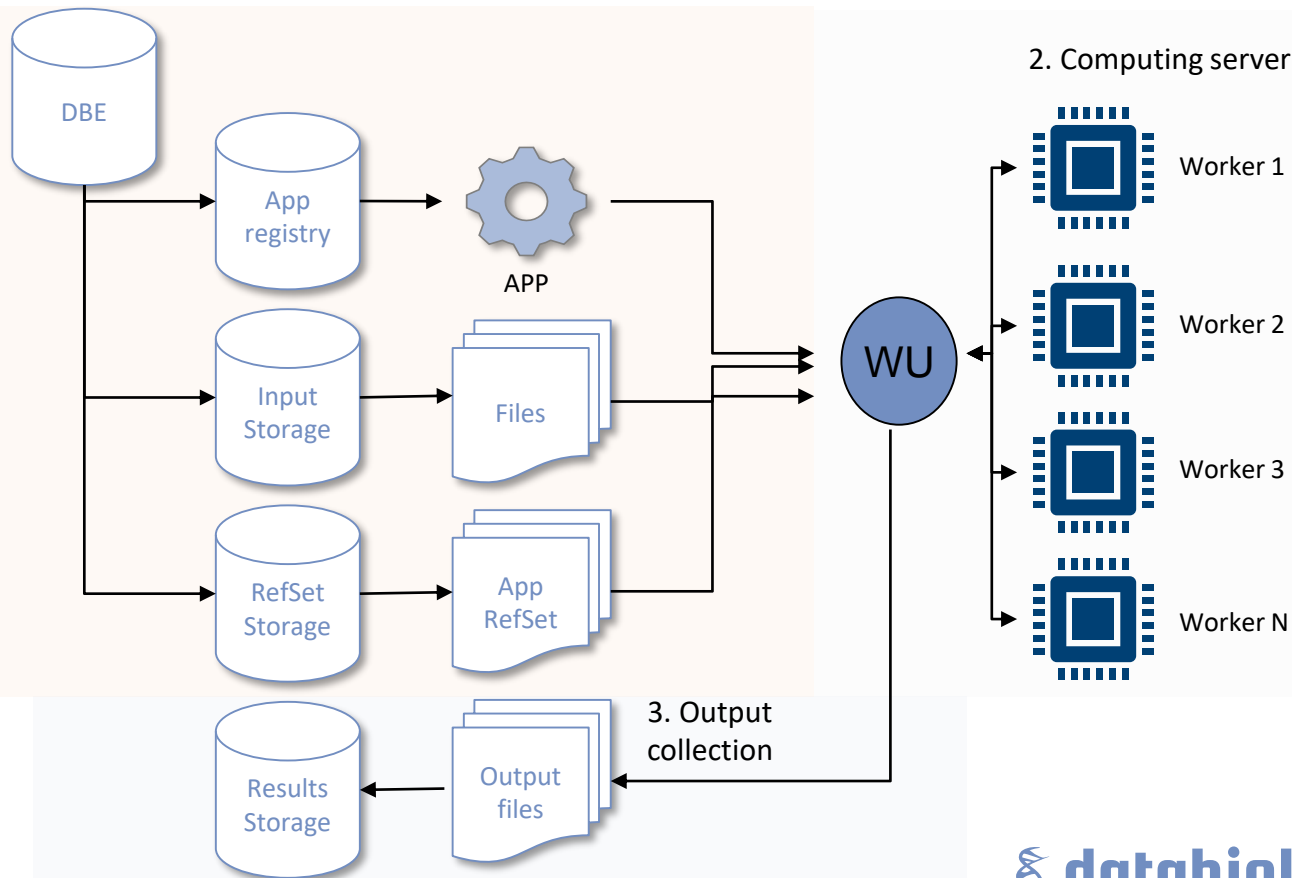 2. Computing server
DBE
Worker 1
App
registry
APP
Worker 2
WU
Input
Storage
Files
Worker 3
RefSet
Storage
App
RefSet
Worker N
3. Output
collection
Results
Storage
Output
files